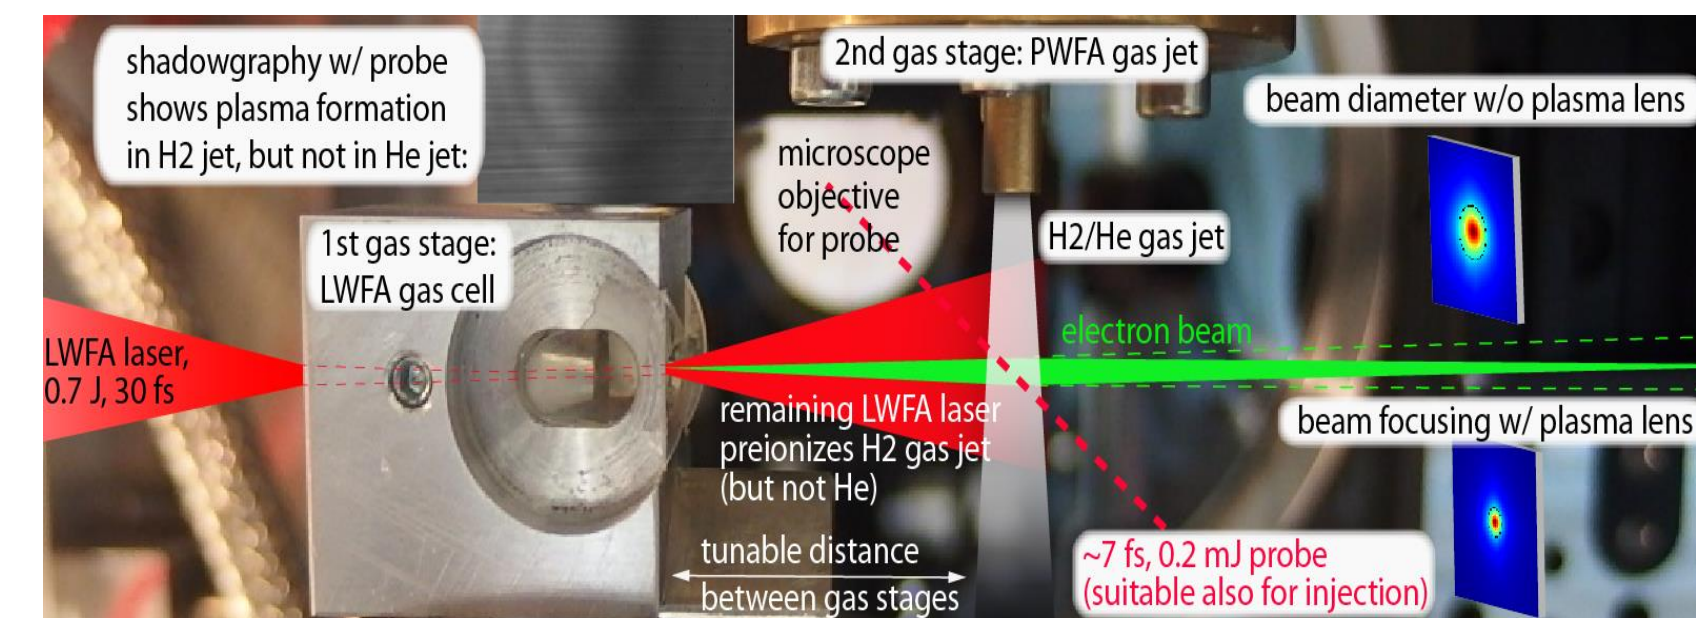 shadowgraphy w/ probe
shows plasma formation
in H2 jet, but not in He jet:
2nd gas stage: PWFA gas jet
beam diameter w/o plasma lens
microscope
objective
for probe
1st gas stage:
LWFA gas cell
H2/He gas jet
LWFA laser,
0.7 J, 30 fs
electron beam
remaining LWFA laser
preionizes H2 gas jet
(but not He)
beam focusing w/ plasma lens
tunable distance
between gas stages
~7 fs, 0.2 mJ probe
(suitable also for injection)